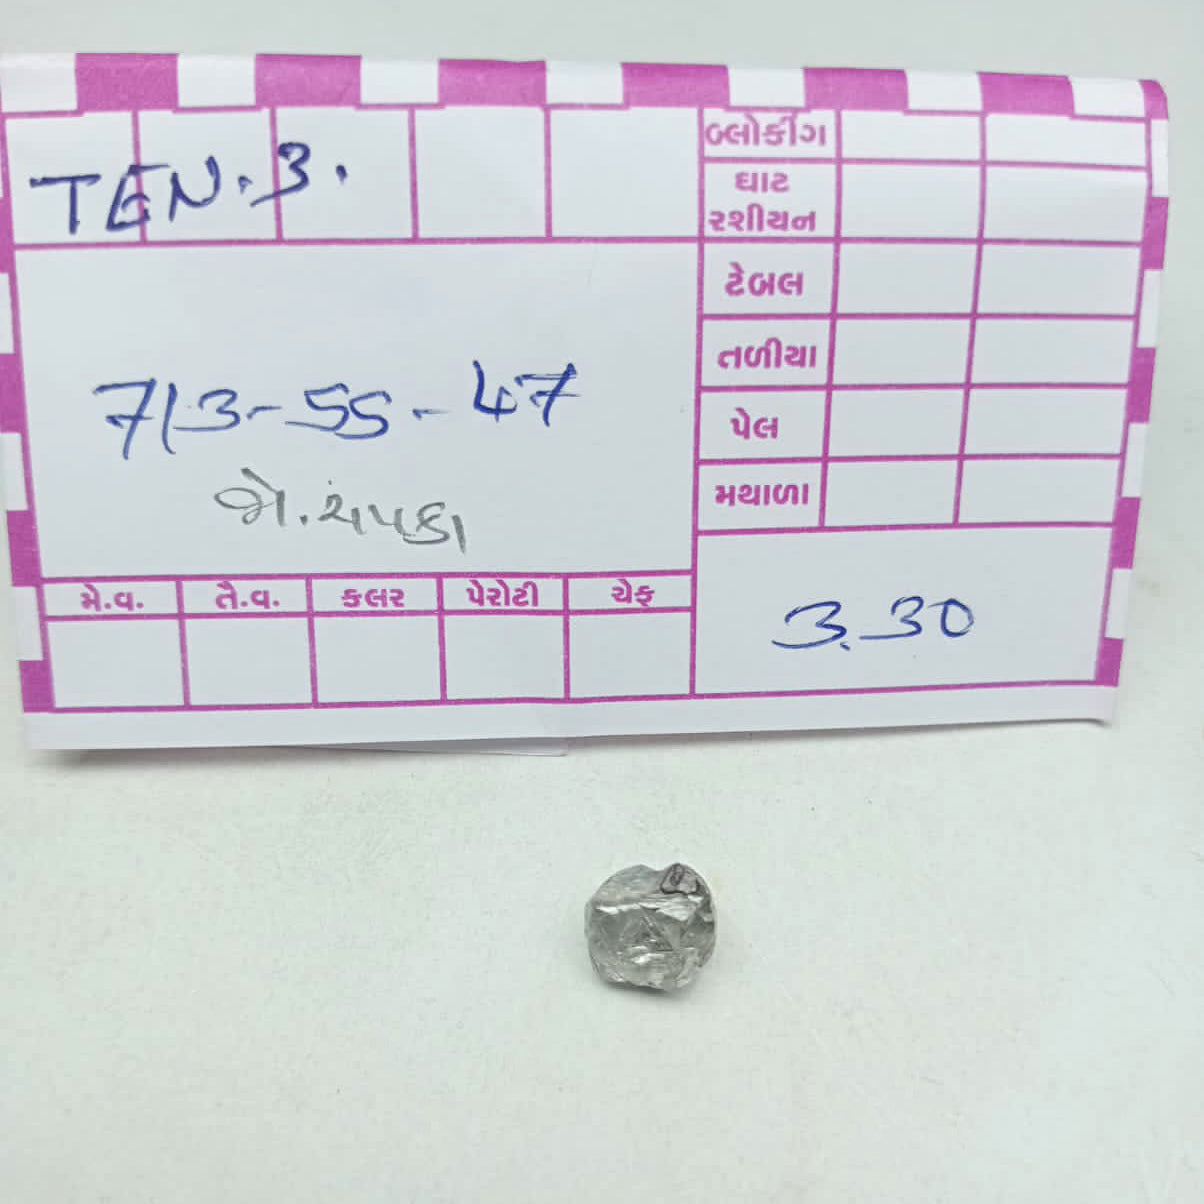 TEN.3.
બ્લોકીંગ
ઘાટ
રશીયન
ટેબલ
તળીયા
પેલ
મથાળા
713-55-47
મે.વ. તૈ.વ. કલર પેરોટી ચેફ
3.30